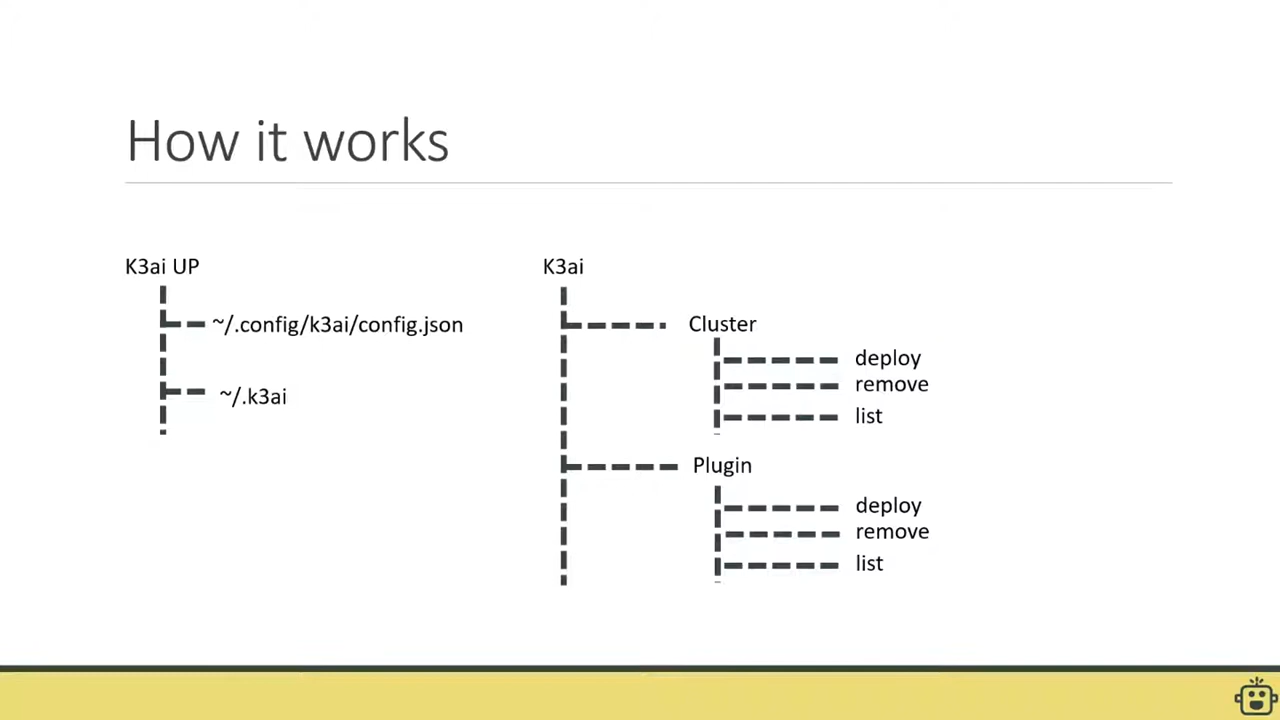 How it works
K3ai UP
~/.config/k3ai/config.json
~/.k3ai
K3ai
Cluster
deploy
remove
list
Plugin
deploy
remove
list